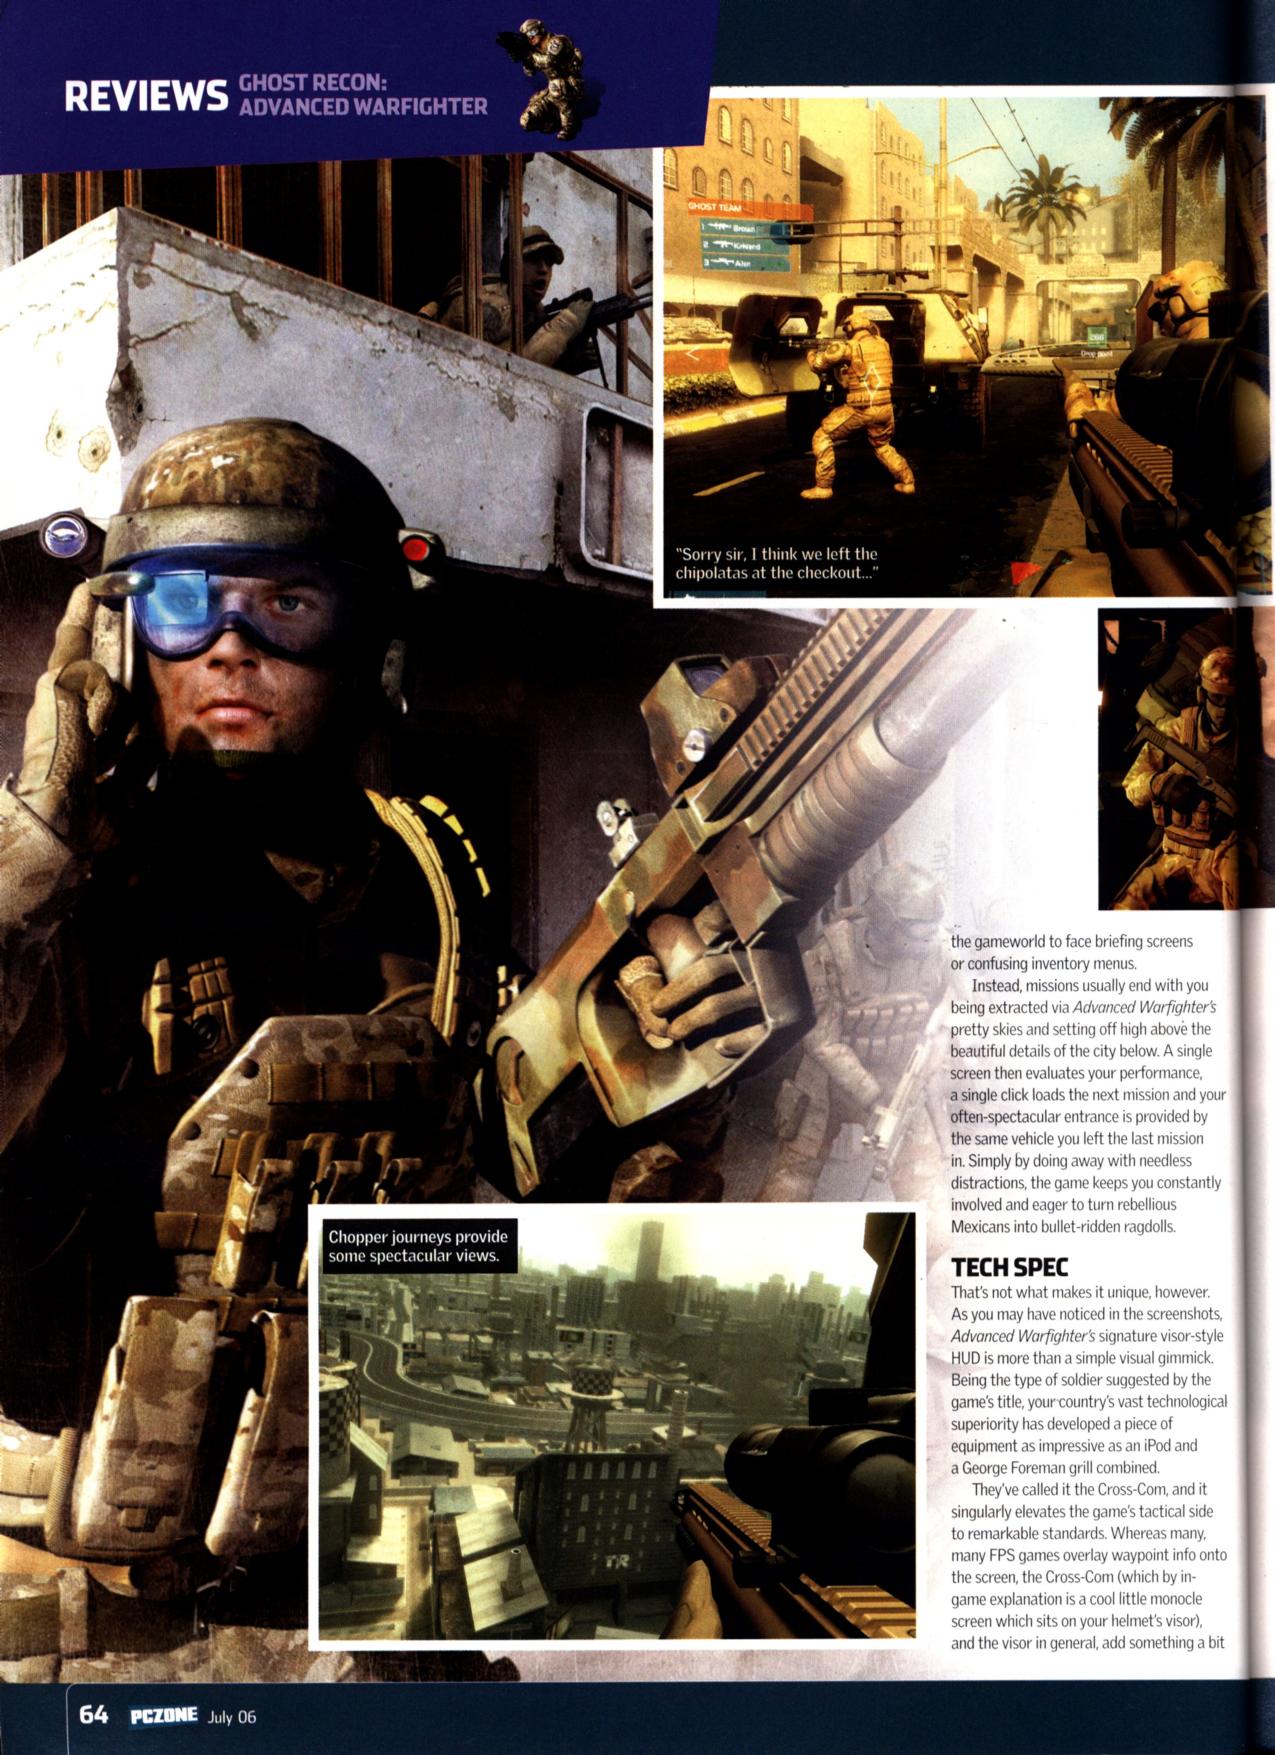 REVIEWS
GHOST RECON:
ADVANCED WARFIGHTER
GHOST TEAM
1 Brown
2 Kirkland
3 Allen
266
Drop point
"Sorry sir, I think we left the
chipolatas at the checkout..."
the gameworld to face briefing screens
or confusing inventory menus.
Instead, missions usually end with you
being extracted via Advanced Warfighter's
pretty skies and setting off high above the
beautiful details of the city below. A single
screen then evaluates your performance,
a single click loads the next mission and your
often-spectacular entrance is provided by
the same vehicle you left the last mission
in. Simply by doing away with needless
distractions, the game keeps you constantly
involved and eager to turn rebellious
Mexicans into bullet-ridden ragdolls.
TECH SPEC
That's not what makes it unique, however.
As you may have noticed in the screenshots,
Advanced Warfighter's signature visor-style
HUD is more than a simple visual gimmick.
Being the type of soldier suggested by the
game's title, your country's vast technological
superiority has developed a piece of
equipment as impressive as an iPod and
a George Foreman grill combined.
They've called it the Cross-Com, and it
singularly elevates the game's tactical side
to remarkable standards. Whereas many,
many FPS games overlay waypoint info onto
the screen, the Cross-Com (which by in-
game explanation is a cool little monocle
screen which sits on your helmet's visor),
and the visor in general, add something a bit
Chopper journeys provide
some spectacular views.
64 PCZONE July 06